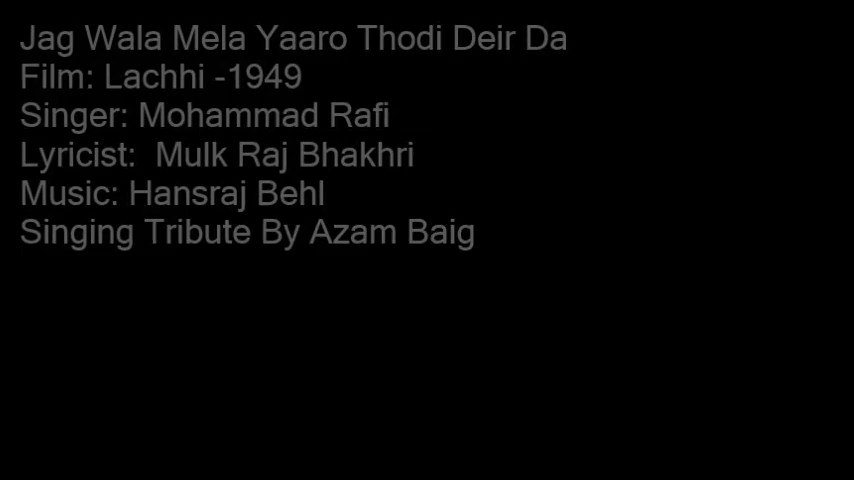 Jag Wala Mela Yaaro Thodi Deir Da
Film: Lachhi -1949
Singer: Mohammad Rafi
Lyricist:  Mulk Raj Bhakhri
Music: Hansraj Behl
Singing Tribute By Azam Baig